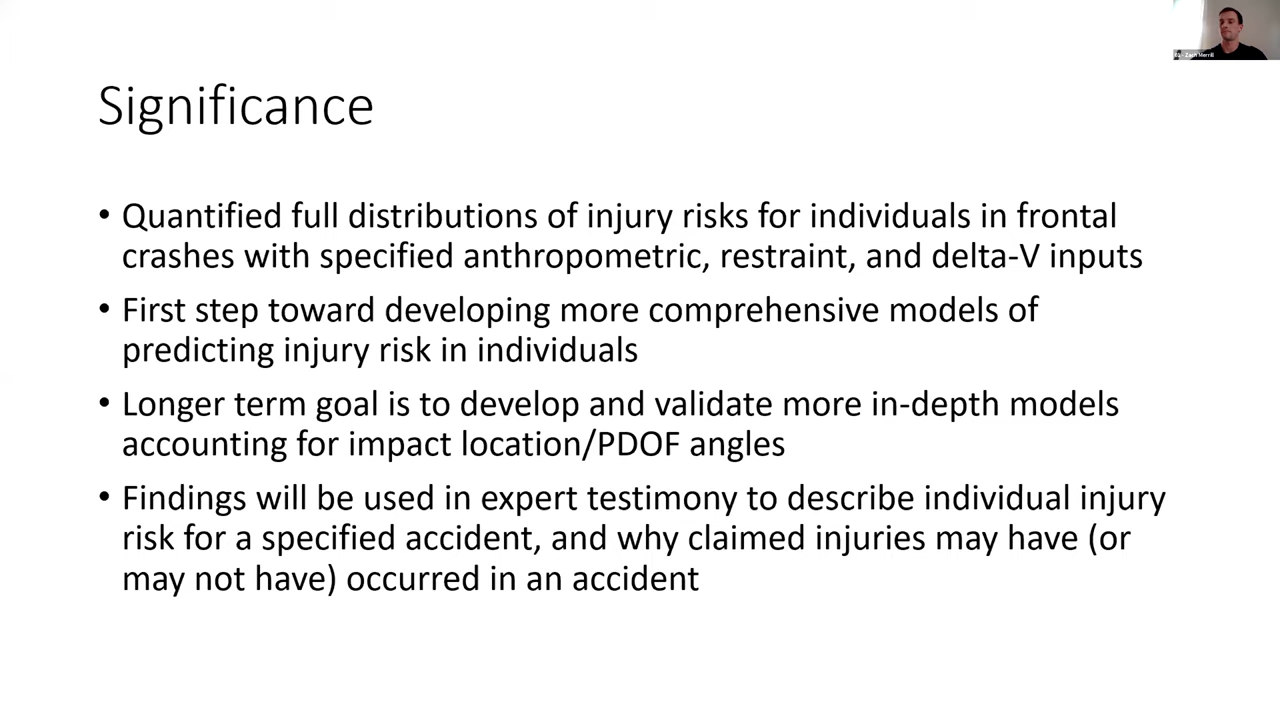 Significance
• Quantified full distributions of injury risks for individuals in frontal
crashes with specified anthropometric, restraint, and delta-V inputs
• First step toward developing more comprehensive models of
predicting injury risk in individuals
• Longer term goal is to develop and validate more in-depth models
accounting for impact location/PDOF angles
• Findings will be used in expert testimony to describe individual injury
risk for a specified accident, and why claimed injuries may have (or
may not have) occurred in an accident
Zach Merrill